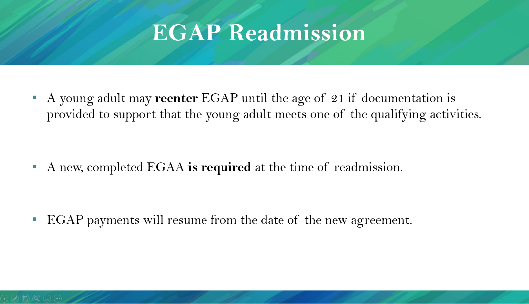 EGAP Readmission
▪ A young adult may reenter EGAP until the age of 21 if documentation is
provided to support that the young adult meets one of the qualifying activities.
▪ A new, completed EGAA is required at the time of readmission.
▪ EGAP payments will resume from the date of the new agreement.